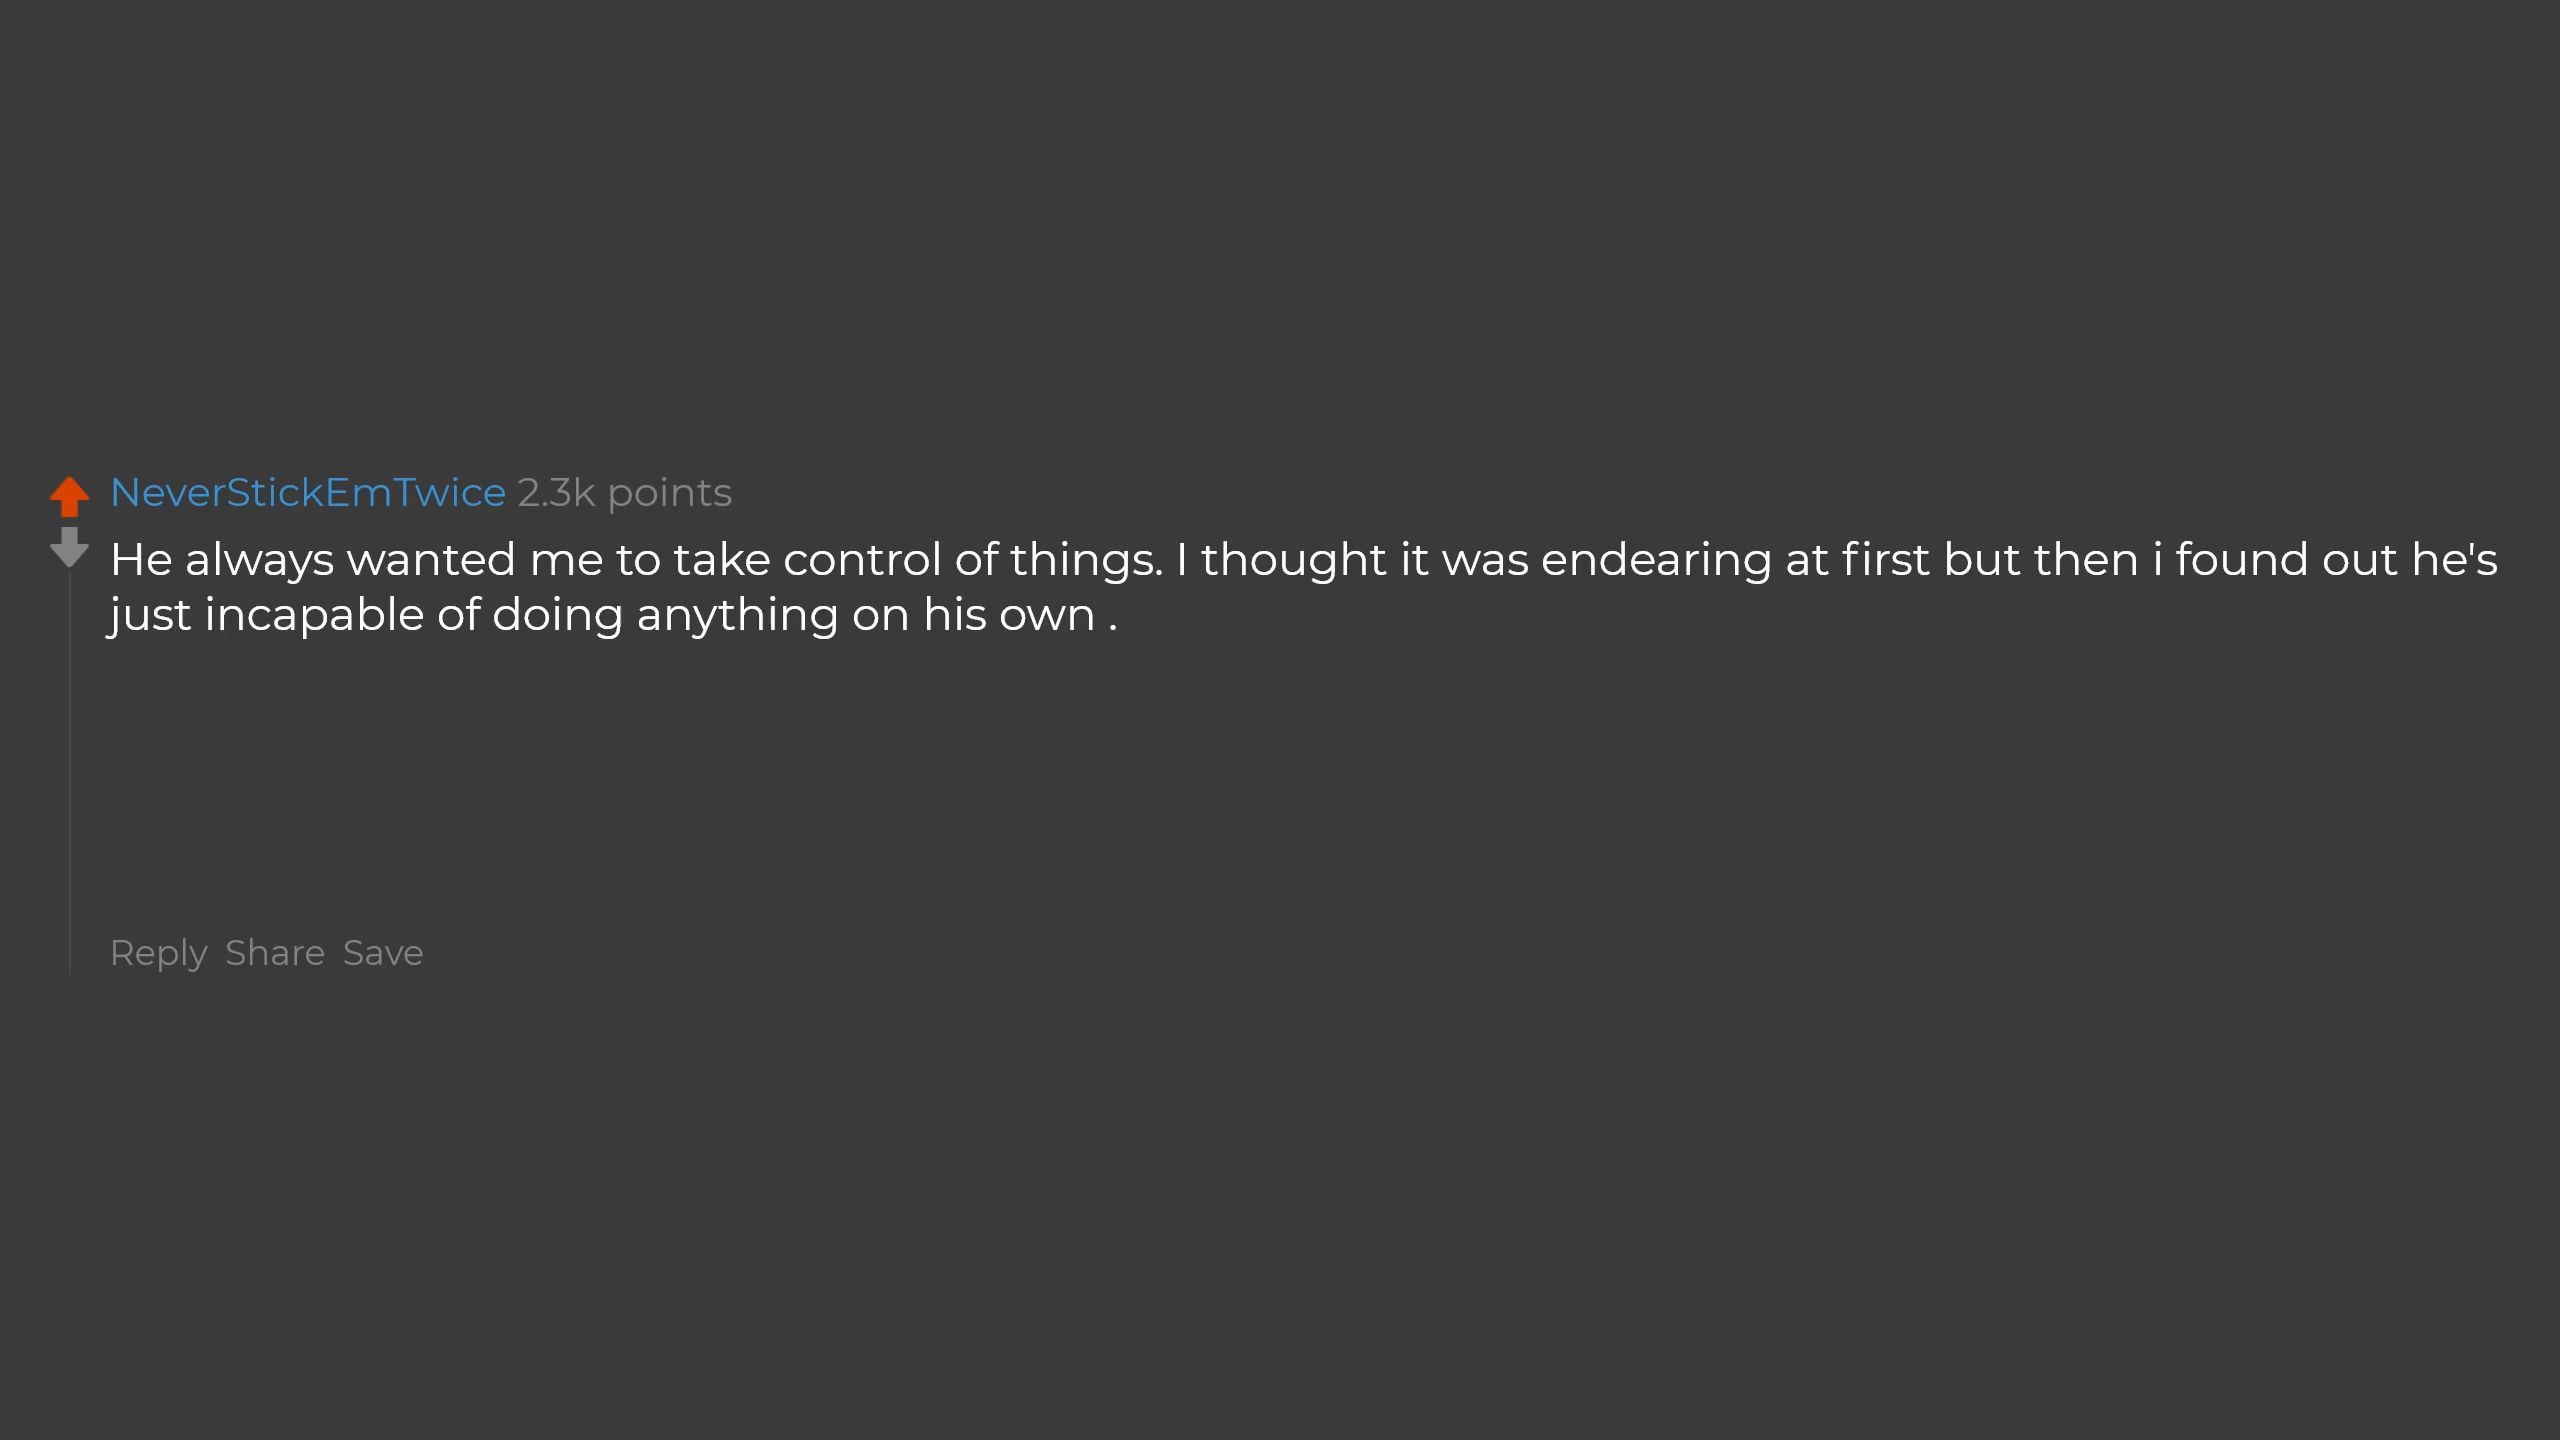 NeverStickEmTwice 2.3k points
He always wanted me to take control of things. I thought it was endearing at first but then i found out he's
just incapable of doing anything on his own .
Reply Share Save